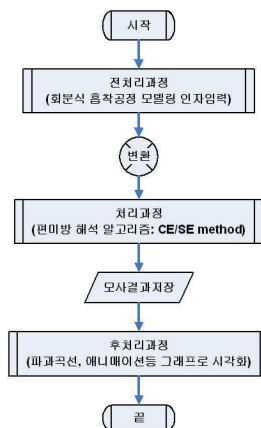 시작
전처리과정
(회분식 흡착공정 모델링 인자입력)
변환
처리과정
(편미방 해석 알고리즘: CE/SE method)
모사결과저장
후처리과정
(파과곡선, 애니매이션등 그래프로 시각화)
끝